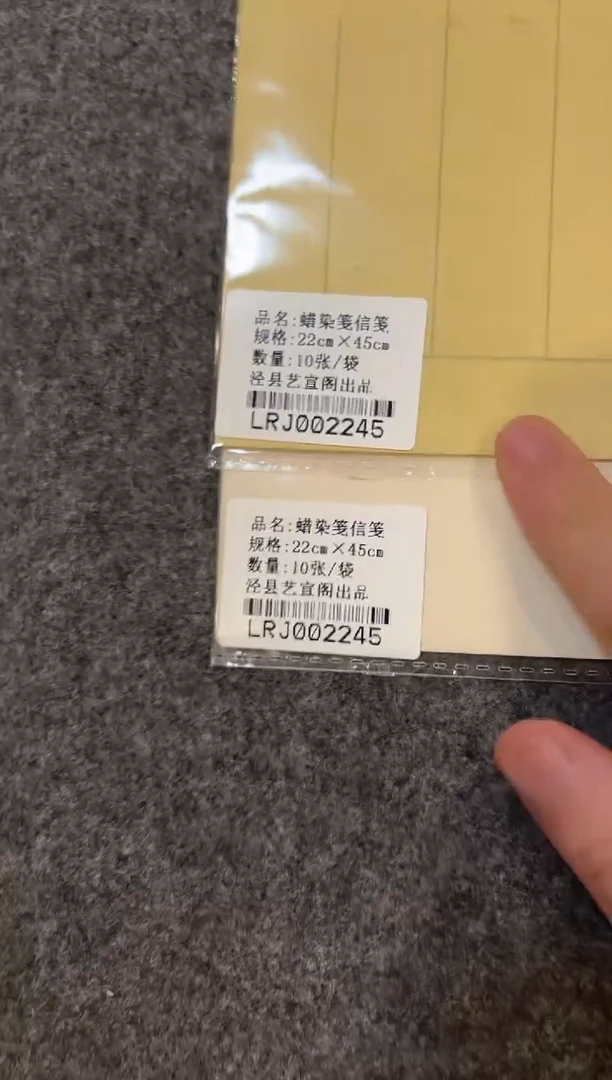 品名:蜡染笺信笺
规格:22cm×45cm
数量:10张/袋
泾县艺宣阁出品
LRJ002245
品名:蜡染笺信笺
规格:22cm×45cm
数量:10张/袋
泾县艺宣阁出品
LRJ002245